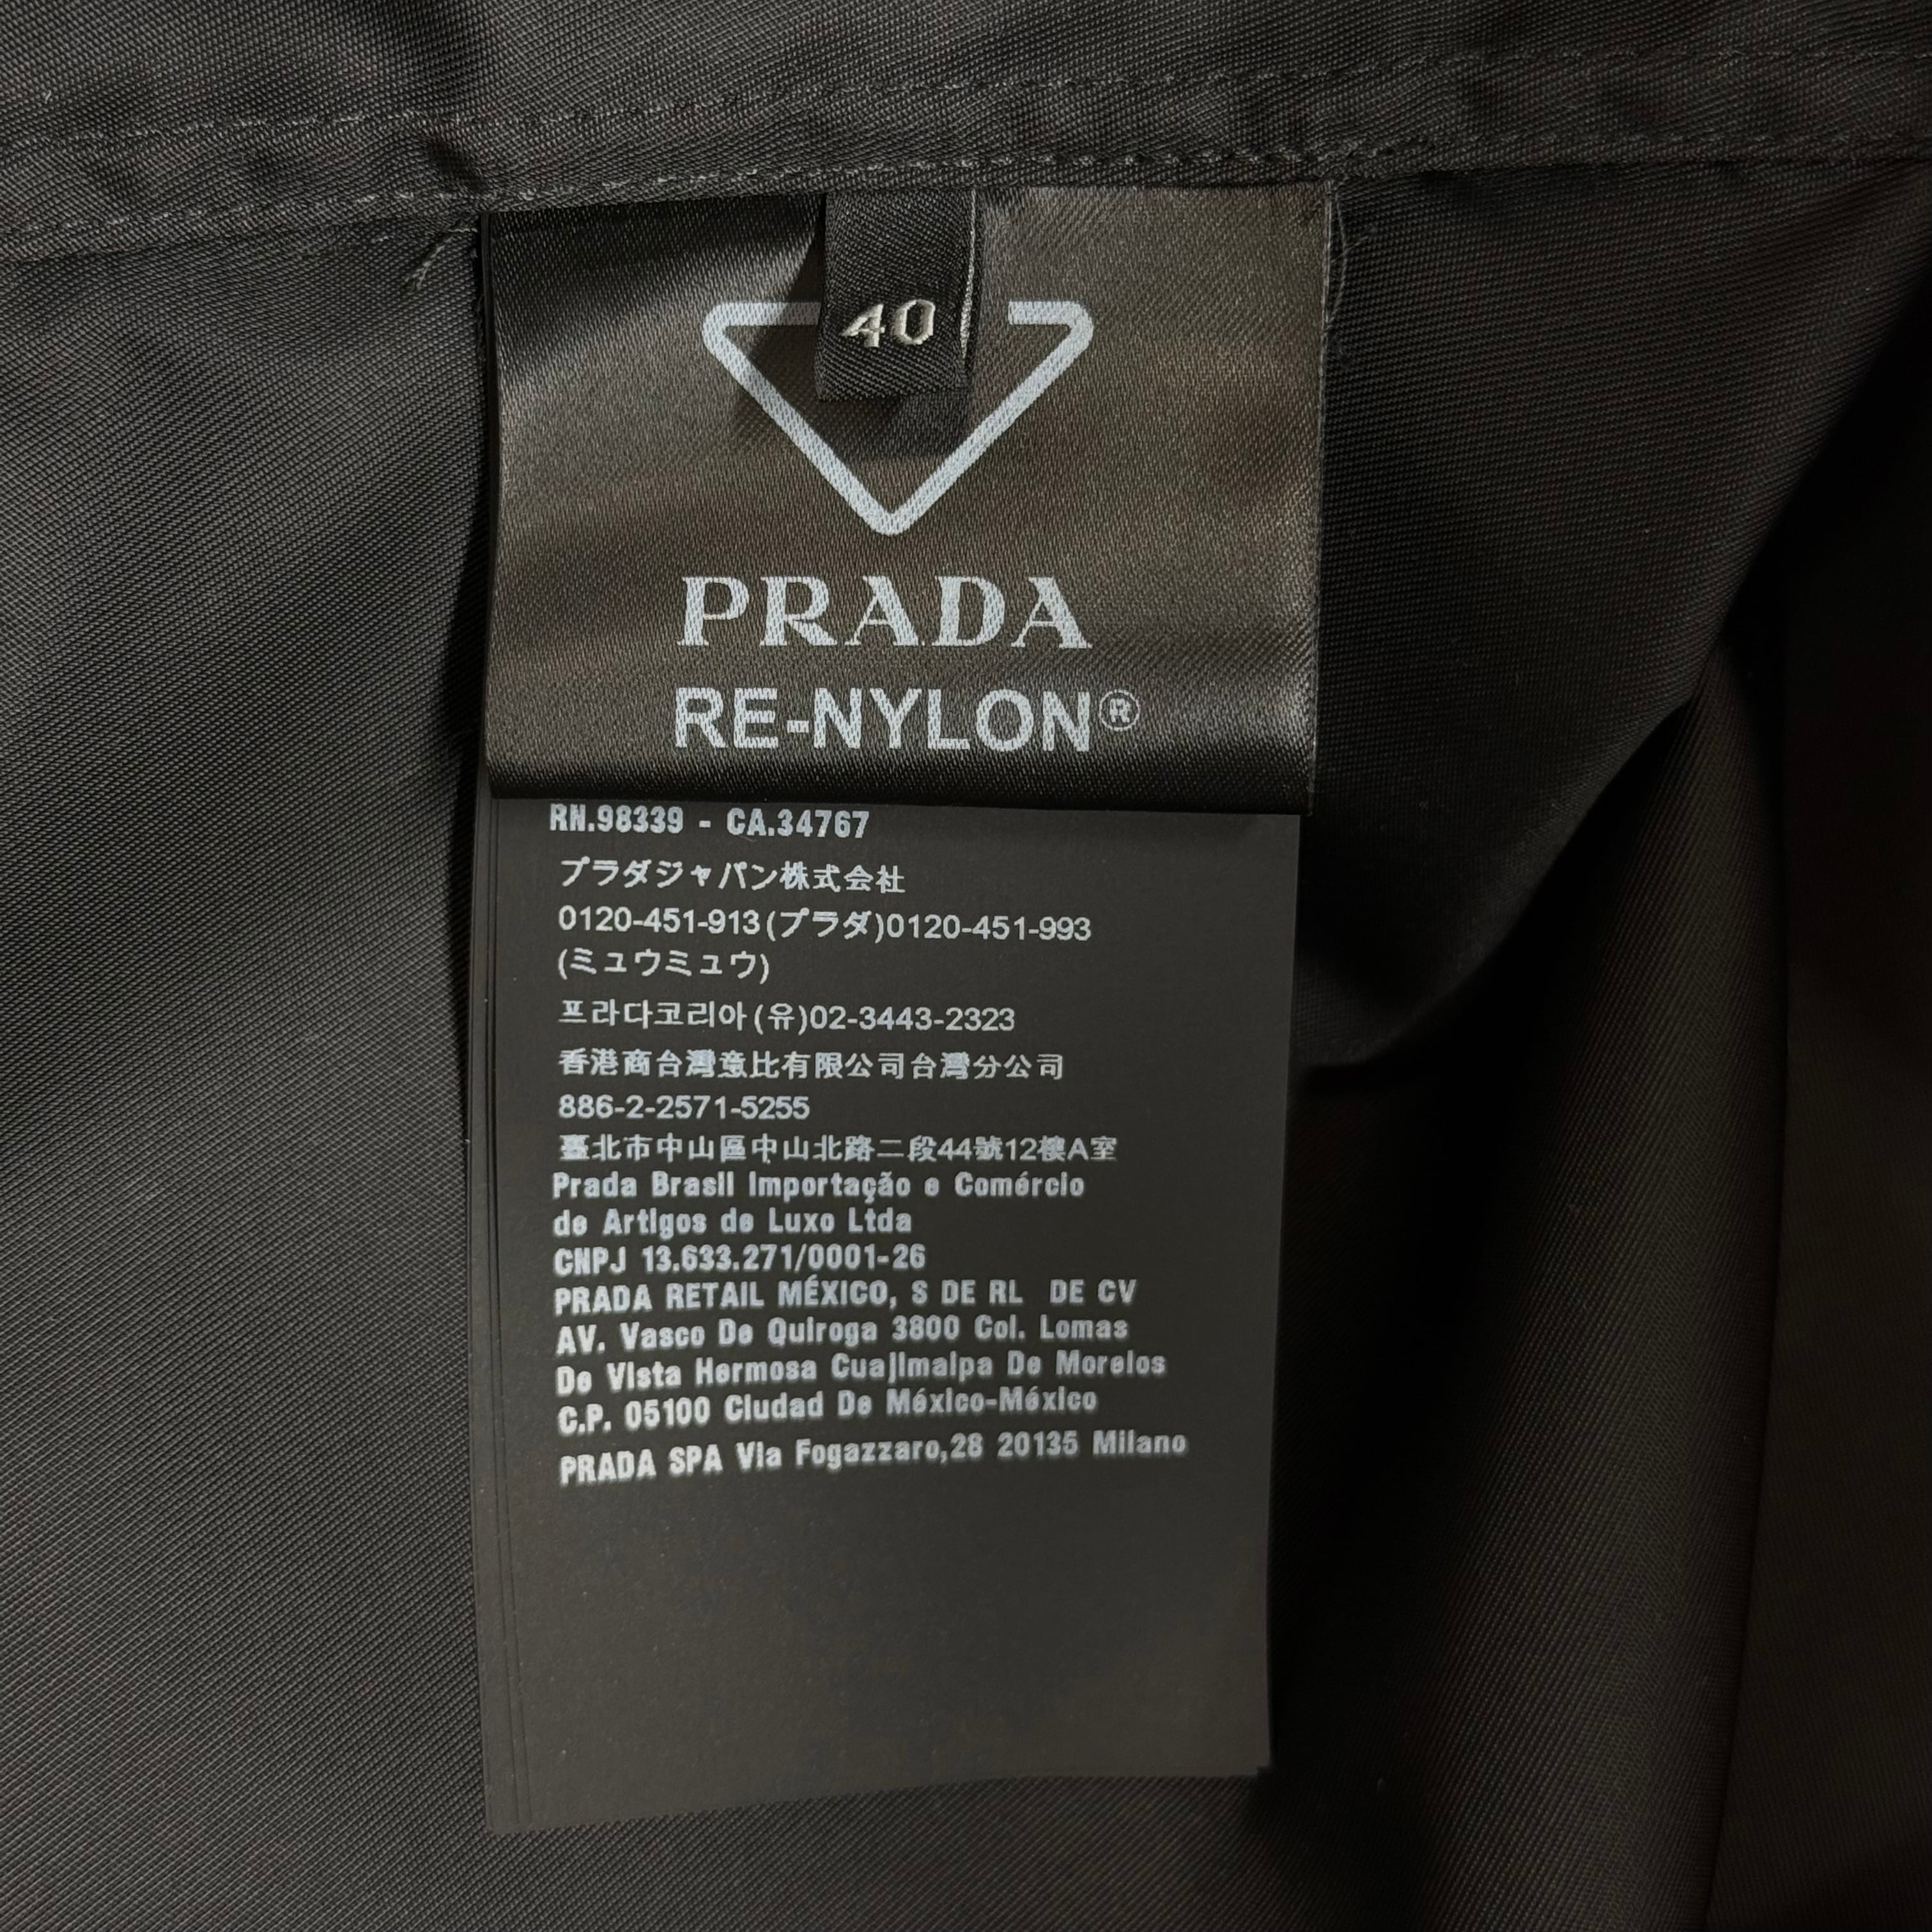 40
PRADA
RE-NYLON®
RN.98339 - CA.34767
プラダジャパン株式会社
0120-451-913(プラダ)0120-451-993
(ミュウミュウ)
프라다코리아(유)02-3443-2323
香港商台灣意比有限公司台灣分公司
886-2-2571-5255
臺北市中山區中山北路二段44號12樓A室
Prada Brasil Importação e Comércio
de Artigos de Luxo Ltda
CNPJ 13.633.271/0001-26
PRADA RETAIL MÉXICO, S DE RL DE CV
AV. Vasco De Quiroga 3800 Col. Lomas
De Vista Hermosa Cuajimalpa De Morelos
C.P. 05100 Ciudad De México-México
PRADA SPA Via Fogazzaro,28 20135 Milano